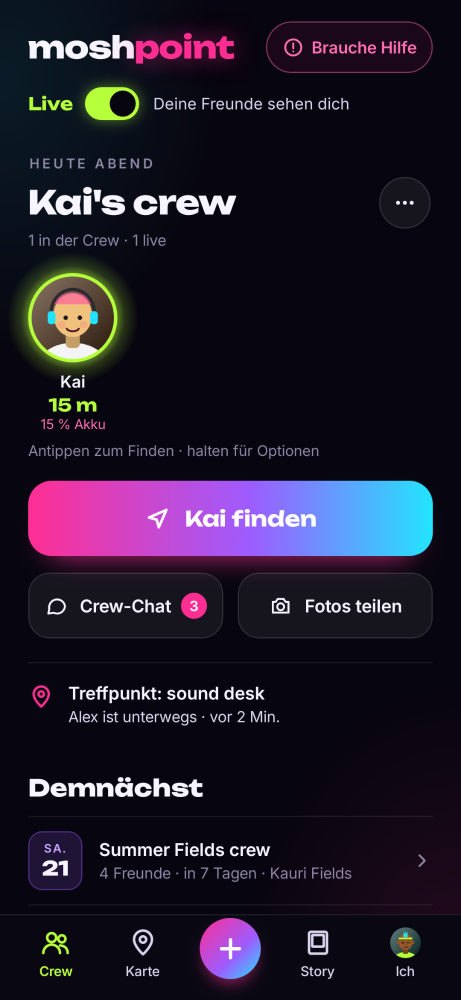 moshpoint
Brauche Hilfe
Live
Deine Freunde sehen dich
HEUTE ABEND
Kai's crew
1 in der Crew · 1 live
Kai
15 m
15 % Akku
Antippen zum Finden · halten für Optionen
Kai finden
Crew-Chat 3
Fotos teilen
Treffpunkt: sound desk
Alex ist unterwegs · vor 2 Min.
Demnächst
SA.
21
Summer Fields crew
4 Freunde · in 7 Tagen · Kauri Fields
Crew
Karte
Story
Ich